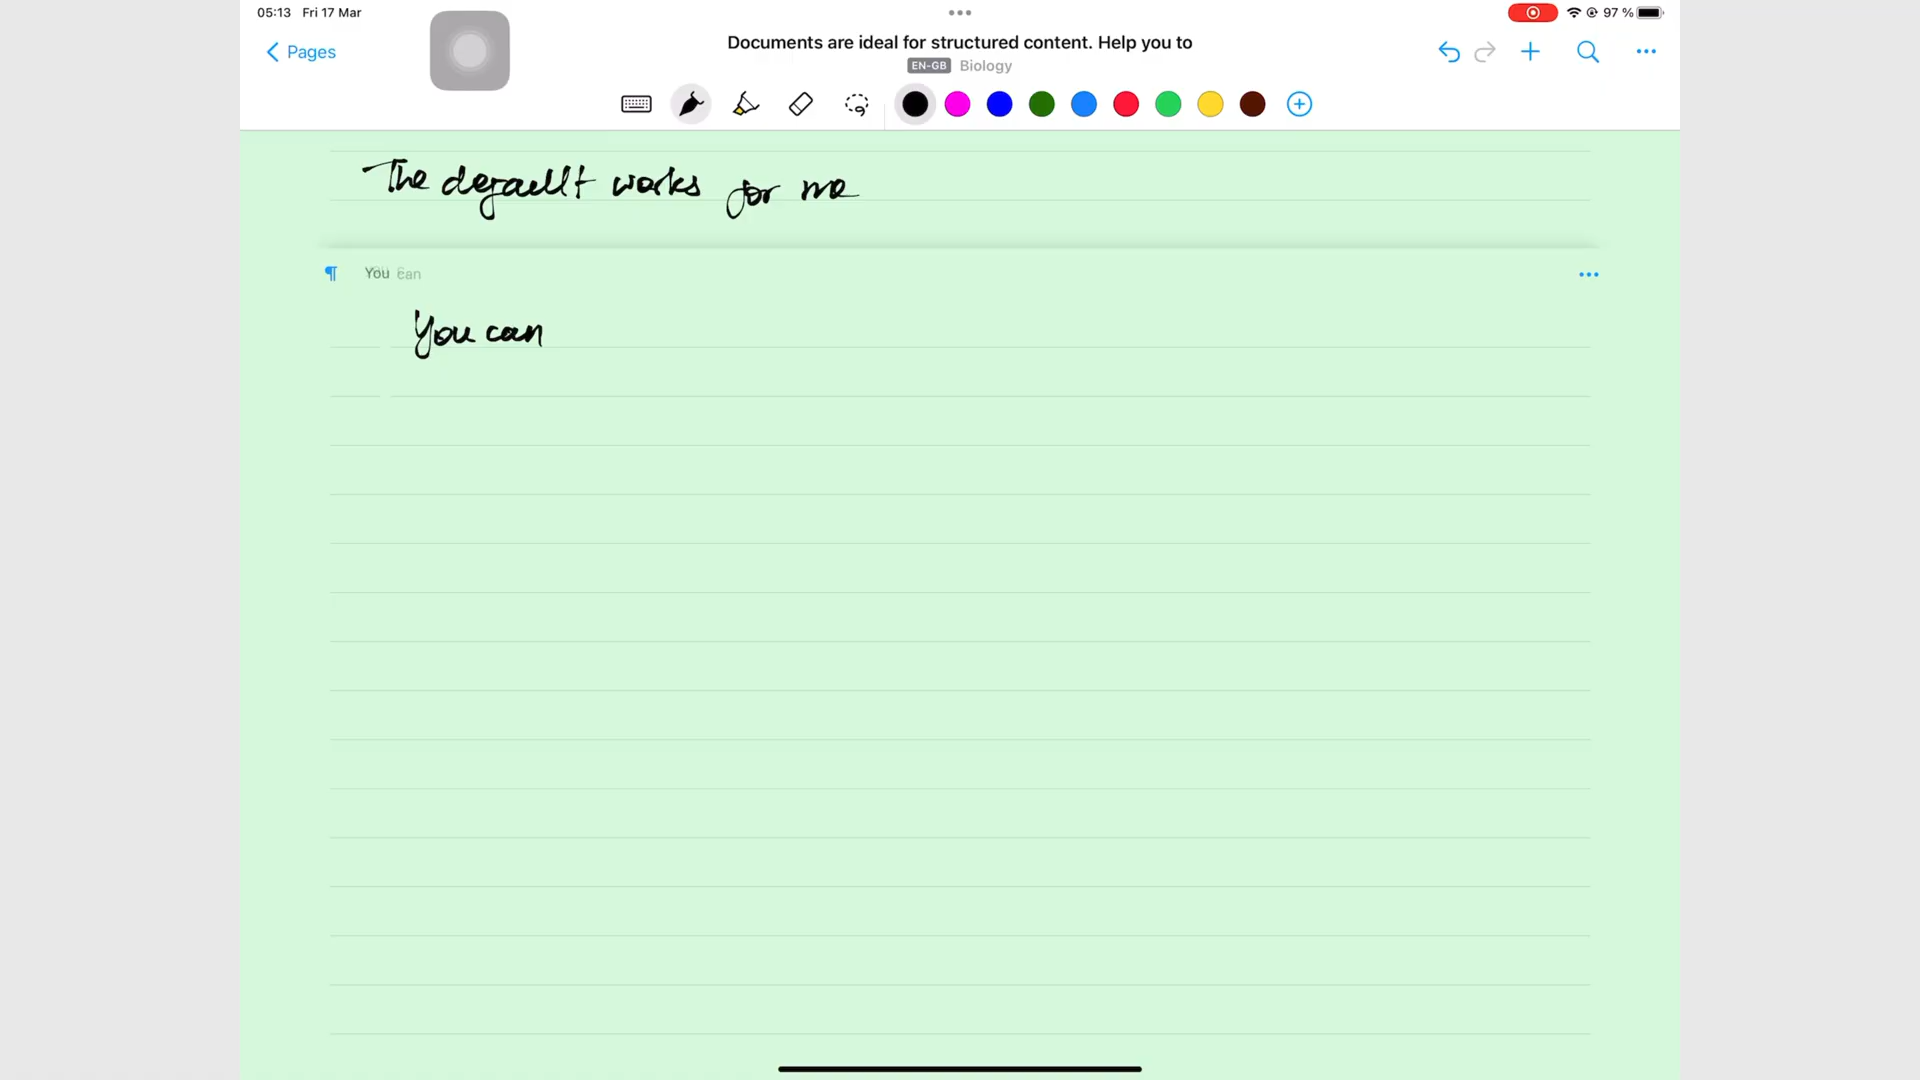 05:13 Fri 17 Mar 97 %
Pages
Documents are ideal for structured content. Help you to
EN-GB Biology
The default works for me
You can
You can